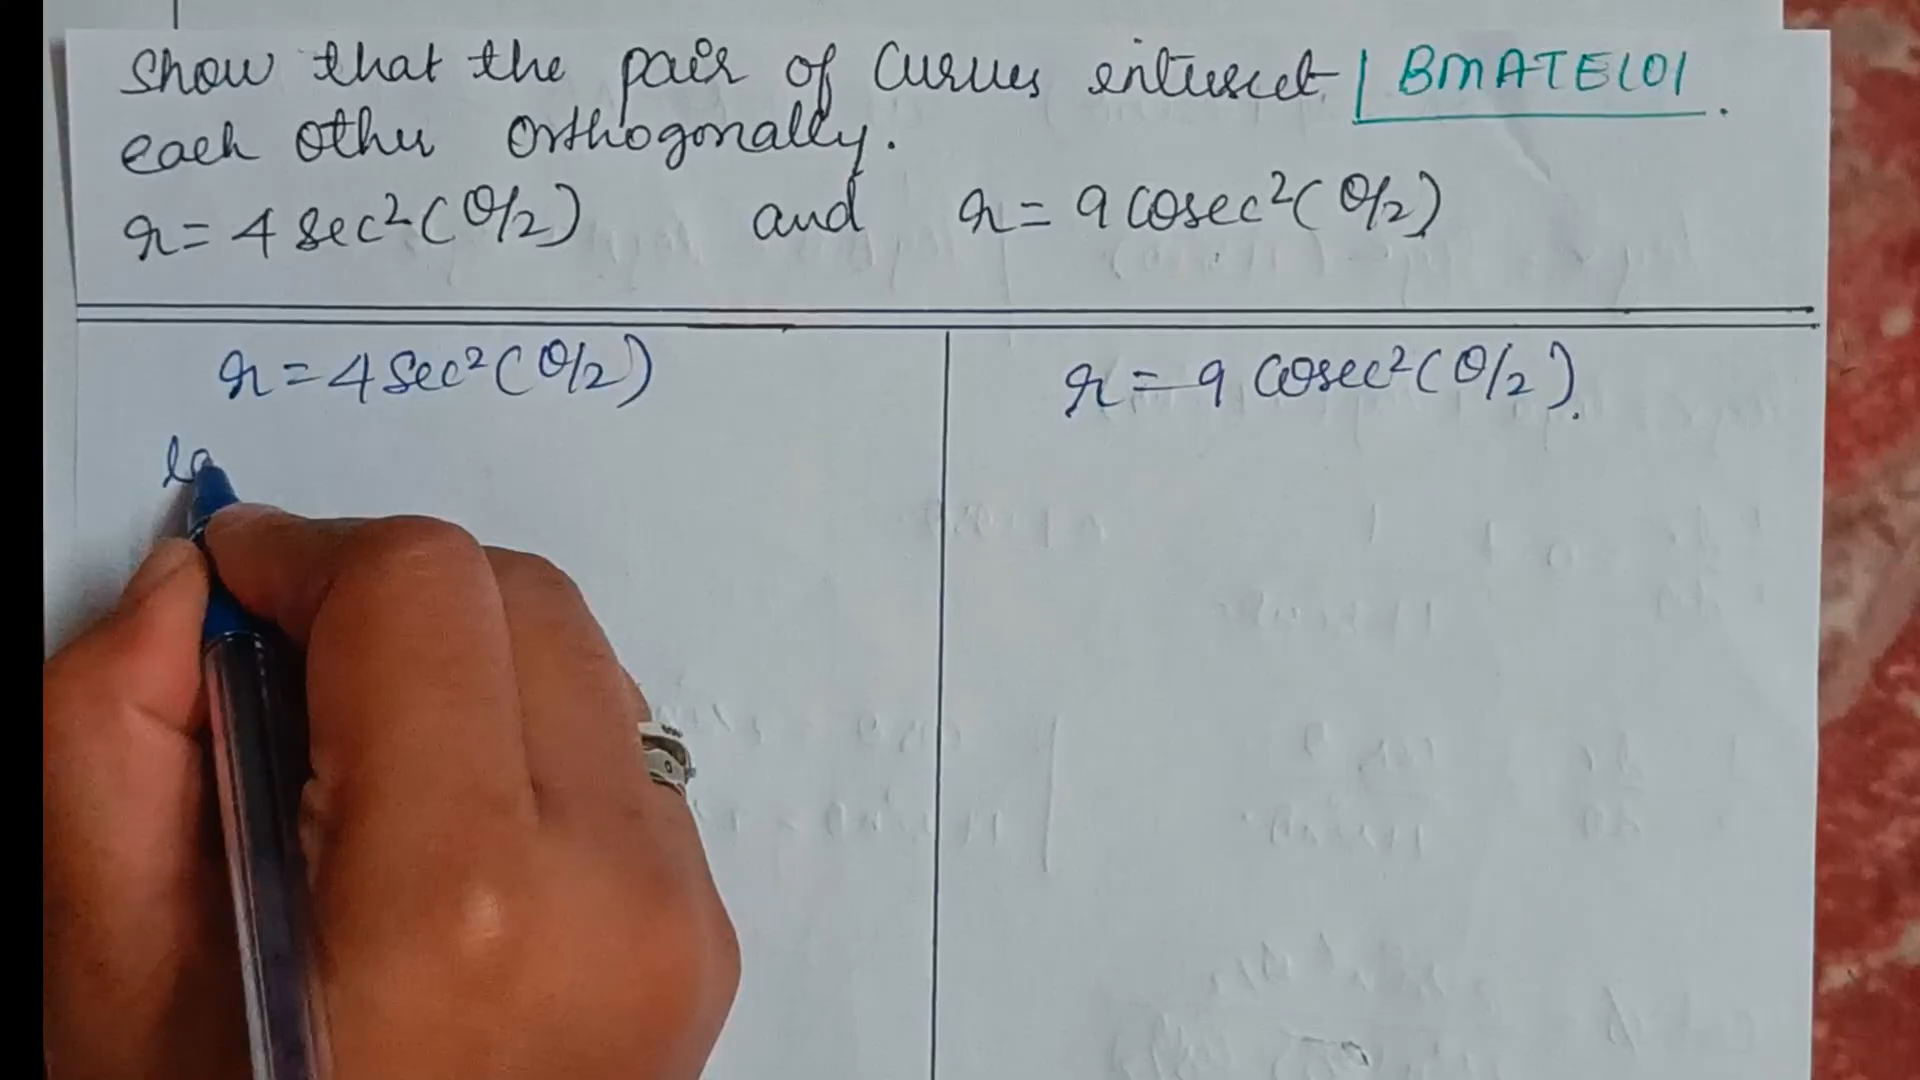 Show that the pair of Curves intersect BMATE101.
each other orthogonally.
r = 4 Sec²(θ/2) and r = 9 Cosec²(θ/2)
r = 4 Sec²(θ/2) r = 9 Cosec²(θ/2).
lo